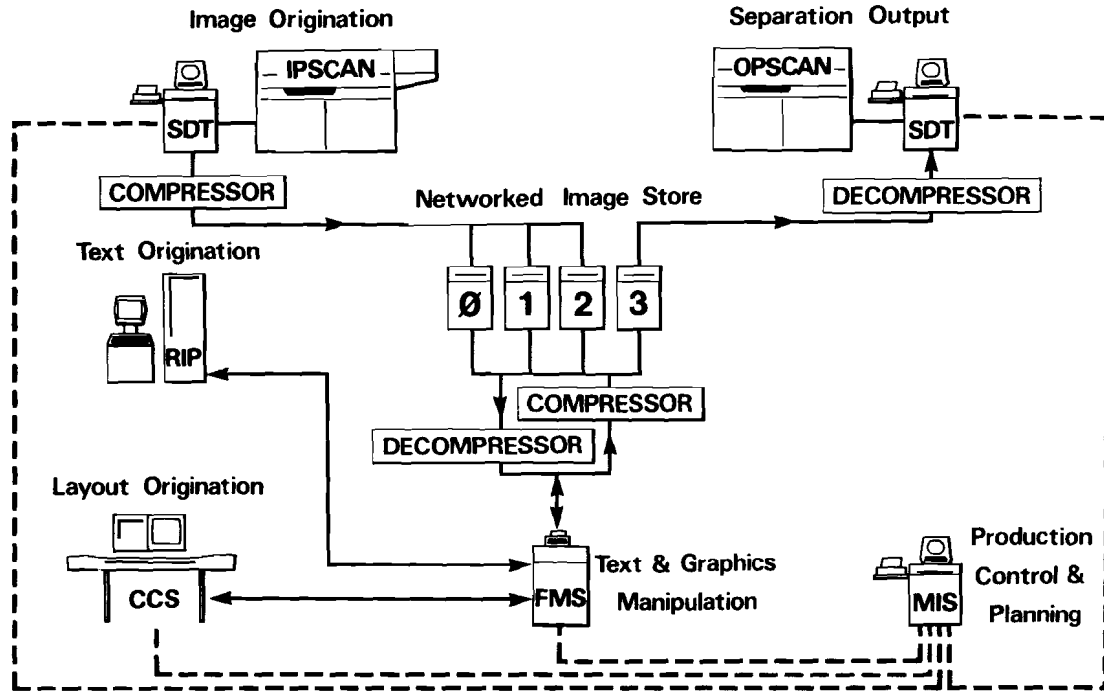 Image Origination
Separation Output
IPSCAN
OPSCAN
SDT
SDT
COMPRESSOR
DECOMPRESSOR
Networked Image Store
Text Origination
Ø
1
2
3
RIP
COMPRESSOR
DECOMPRESSOR
Layout Origination
CCS
FMS
Text & Graphics
Manipulation
MIS
Production
Control &
Planning